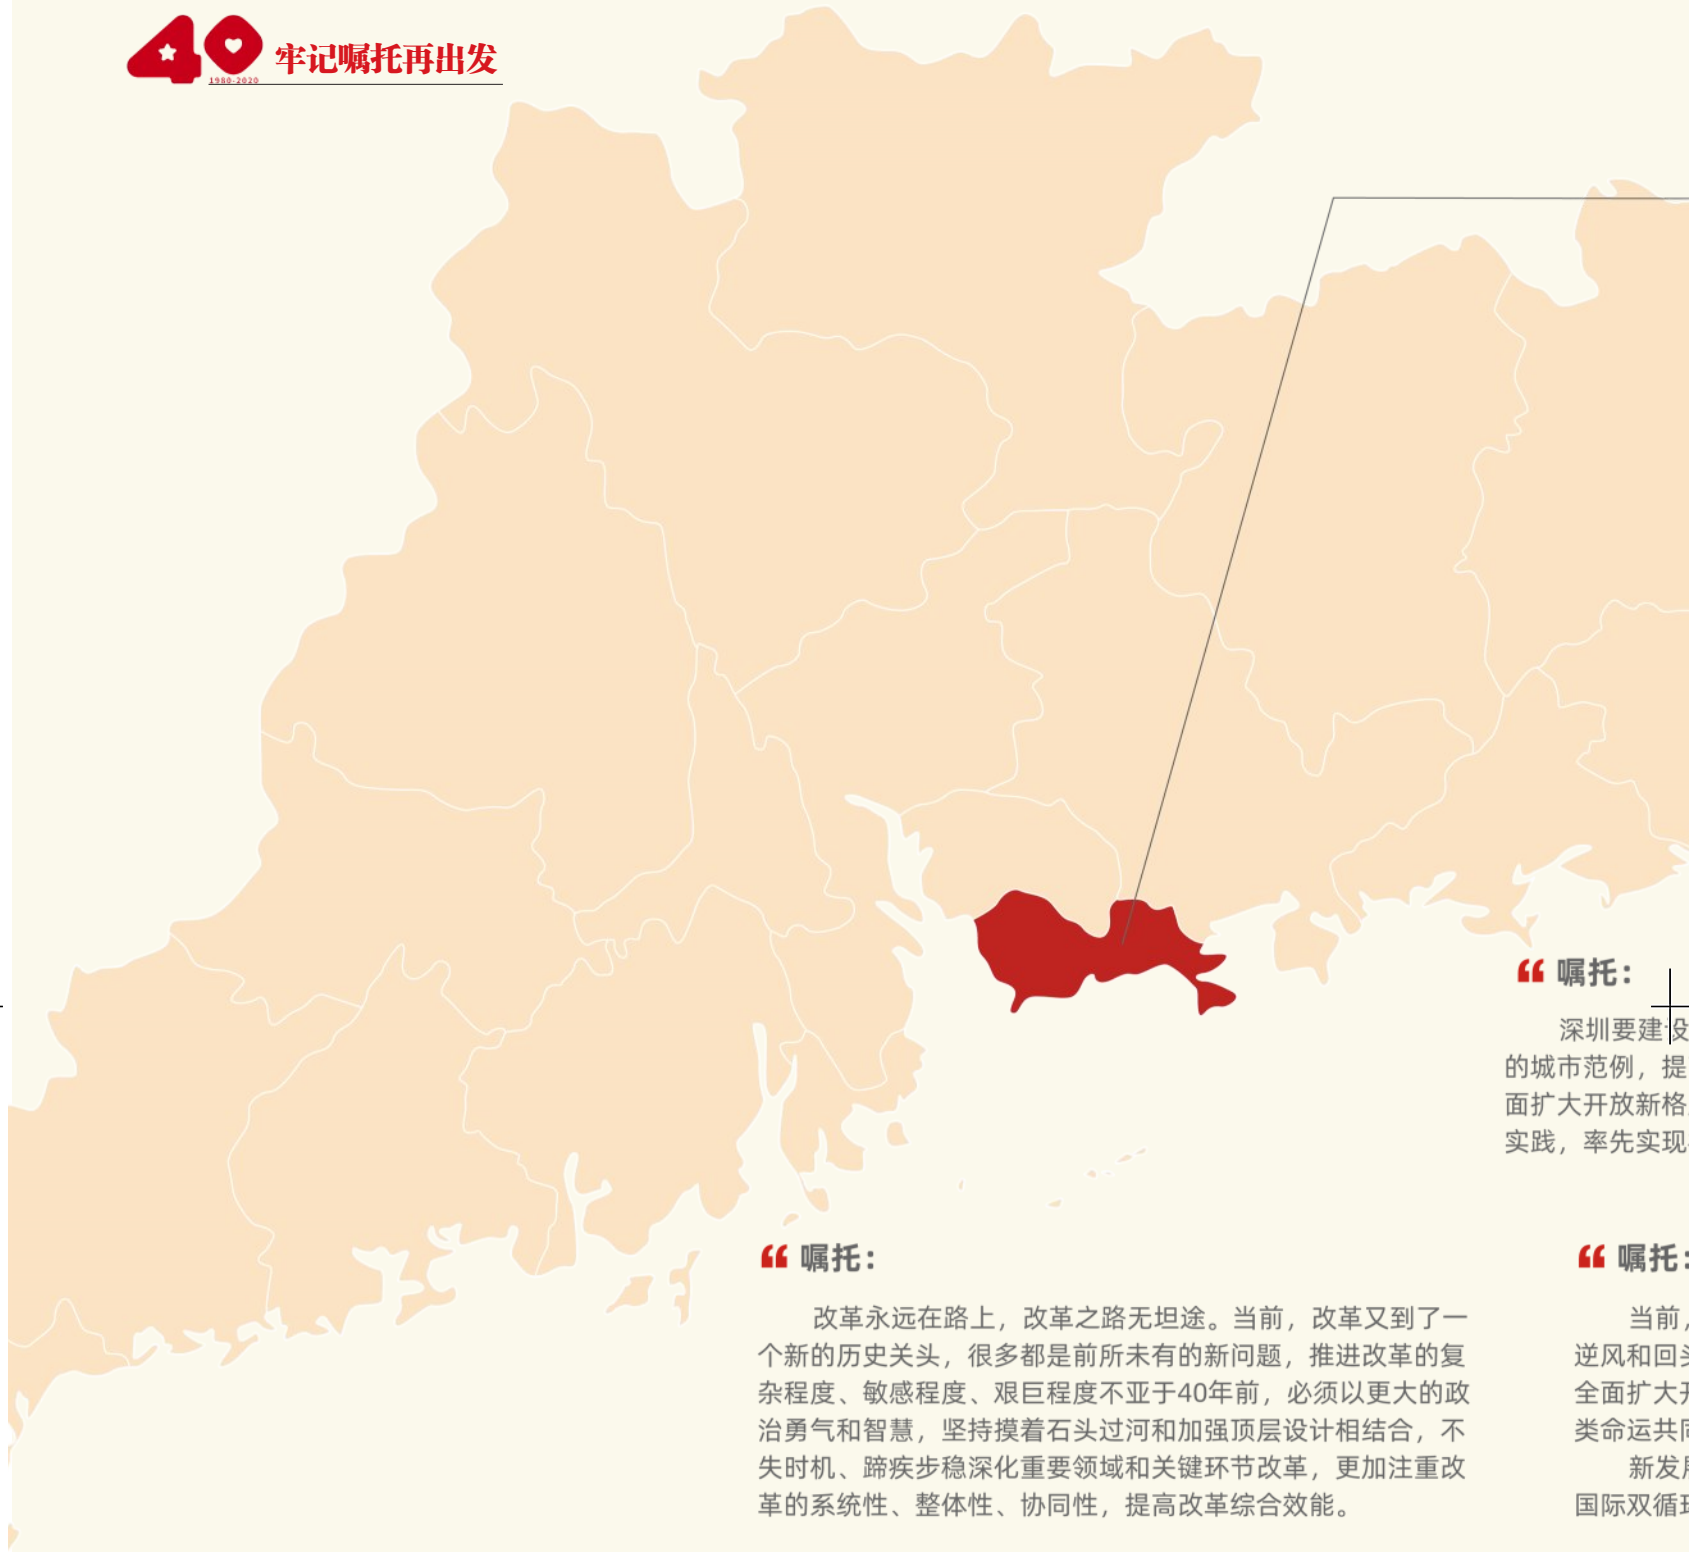 1980-2020
牢记嘱托再出发
嘱托：
深圳要建设
的城市范例，提
面扩大开放新格
实践，率先实现
嘱托：
改革永远在路上，改革之路无坦途。当前，改革又到了一
个新的历史关头，很多都是前所未有的新问题，推进改革的复
杂程度、敏感程度、艰巨程度不亚于40年前，必须以更大的政
治勇气和智慧，坚持摸着石头过河和加强顶层设计相结合，不
失时机、蹄疾步稳深化重要领域和关键环节改革，更加注重改
革的系统性、整体性、协同性，提高改革综合效能。
嘱托：
当前，
逆风和回头
全面扩大开
类命运共同
新发展
国际双循环